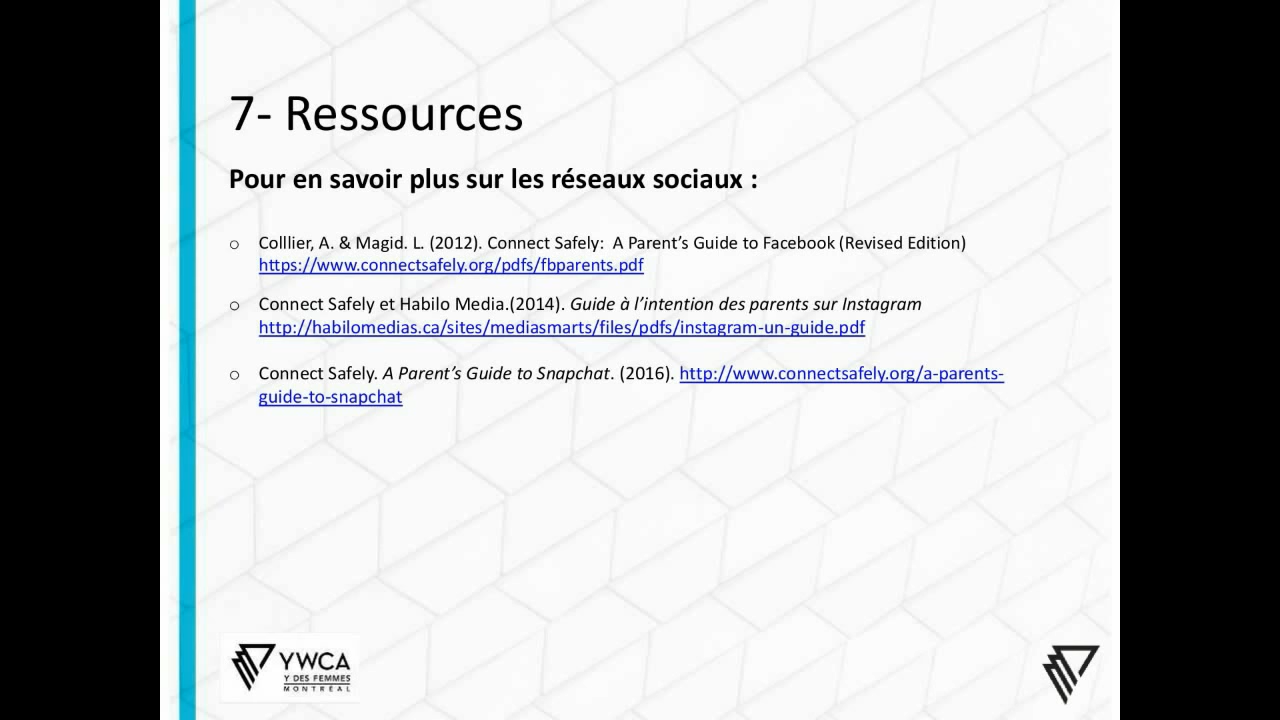 7- Ressources
Pour en savoir plus sur les réseaux sociaux :
o Colllier, A. & Magid. L. (2012). Connect Safely: A Parent’s Guide to Facebook (Revised Edition)
https://www.connectsafely.org/pdfs/fbparents.pdf
o Connect Safely et Habilo Media.(2014). Guide à l’intention des parents sur Instagram
http://habilomedias.ca/sites/mediasmarts/files/pdfs/instagram-un-guide.pdf
o Connect Safely. A Parent’s Guide to Snapchat. (2016). http://www.connectsafely.org/a-parents-
guide-to-snapchat
YWCA
Y DES FEMMES
MONTRÉAL